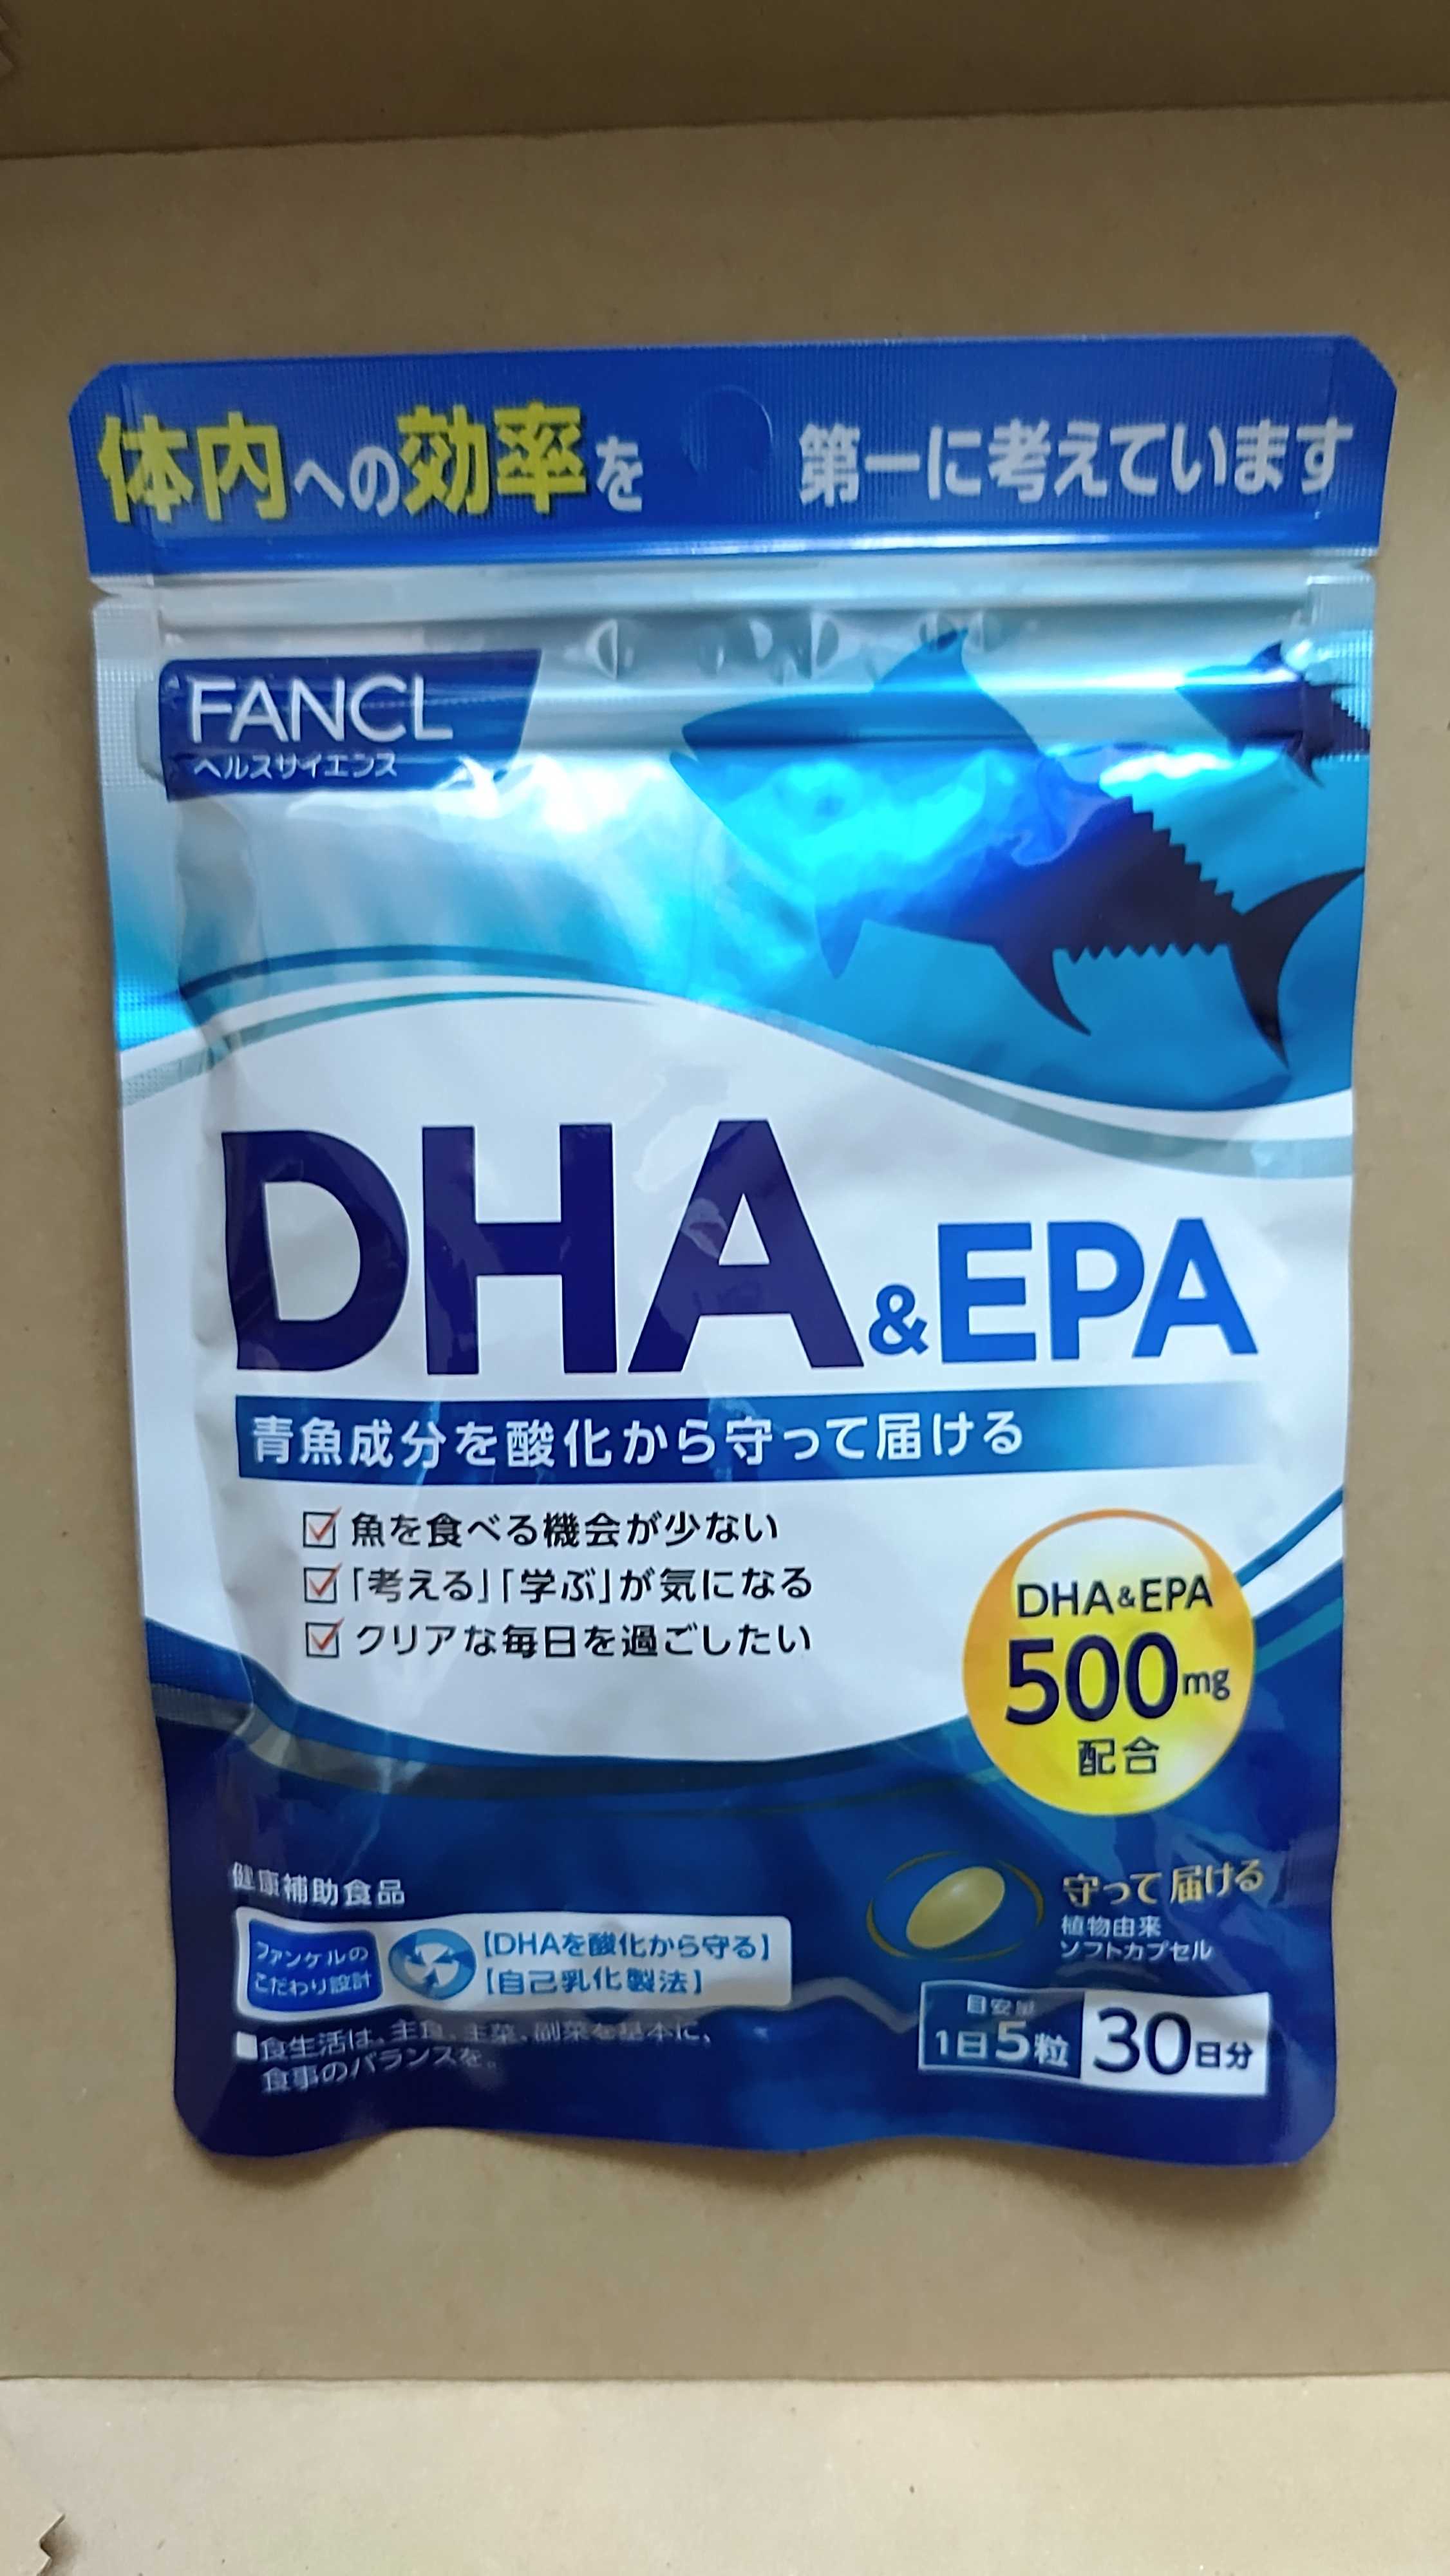 体内への効率を 第一に考えています
FANCL
ヘルスサイエンス
DHA&EPA
青魚成分を酸化から守って届ける
魚を食べる機会が少ない
「考える」「学ぶ」が気になる
クリアな毎日を過ごしたい
DHA&EPA
500mg
配合
健康補助食品
ファンケルの
こだわり設計
【DHAを酸化から守る】
【自己乳化製法】
■食生活は、主食、主菜、副菜を基本に、
食事のバランスを。
守って届ける
植物由来
ソフトカプセル
目安量
1日5粒
30日分